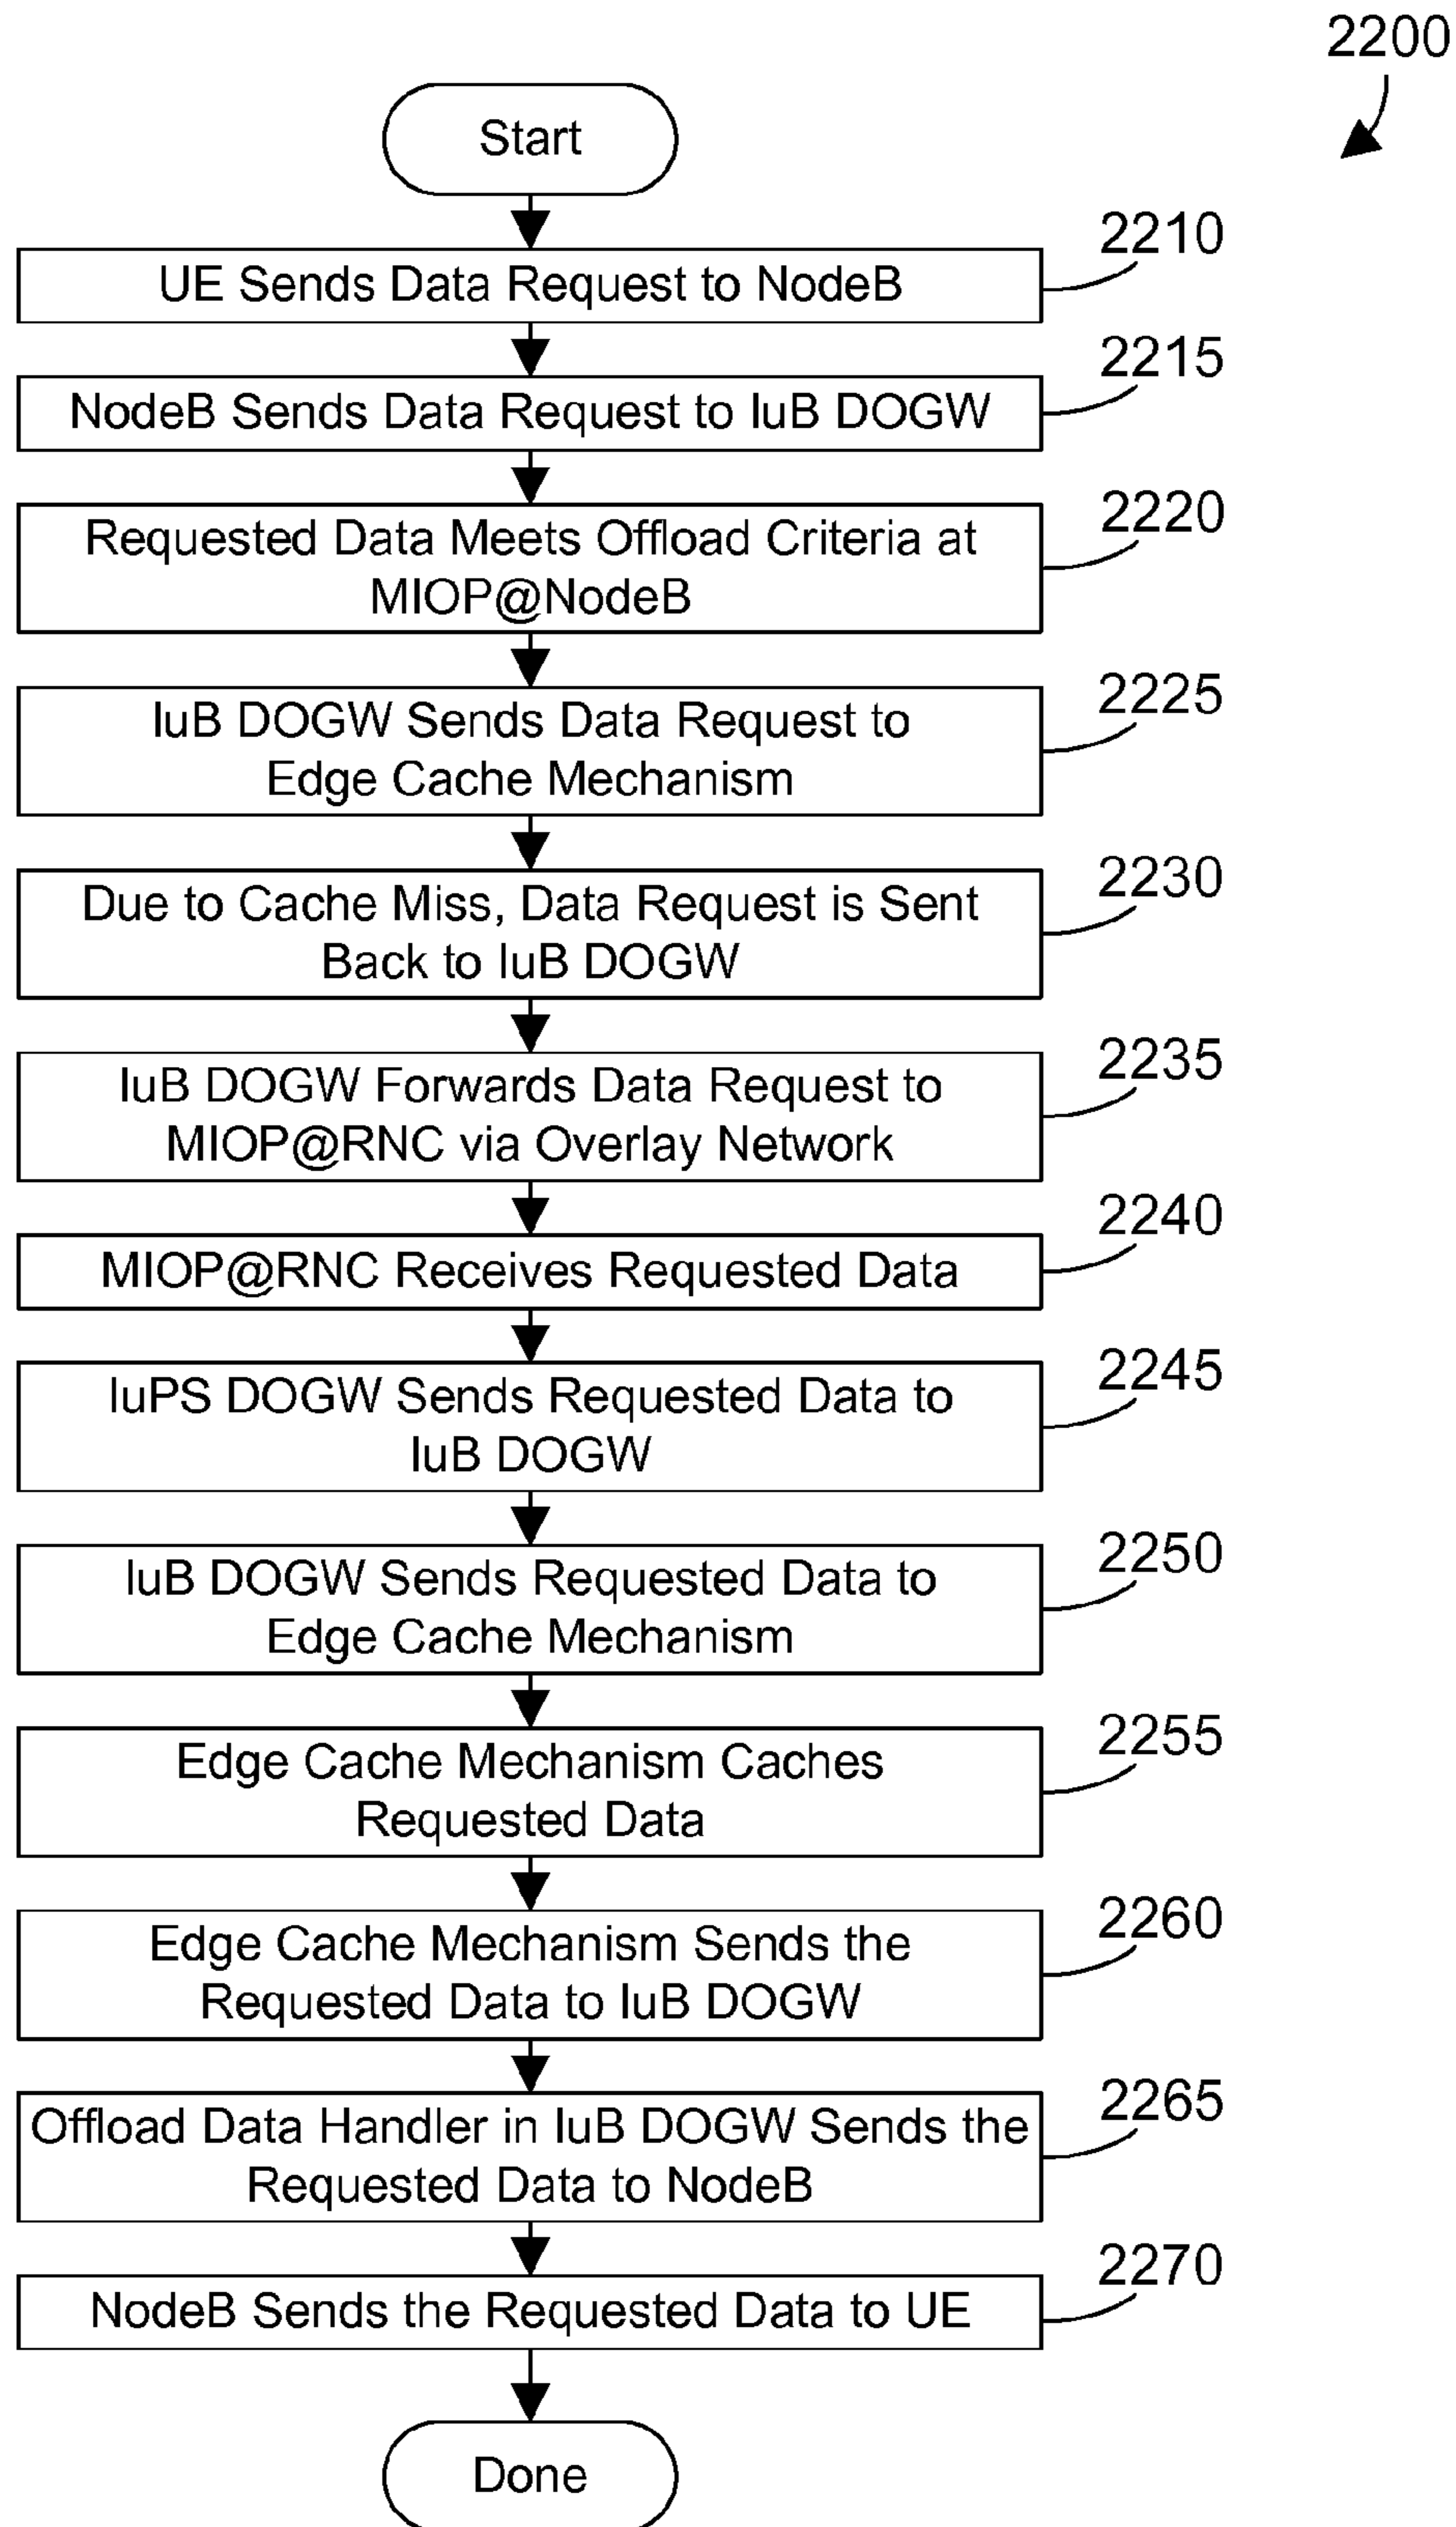 2200
Start
2210
UE Sends Data Request to NodeB
2215
NodeB Sends Data Request to IuB DOGW
2220
Requested Data Meets Offload Criteria at
MIOP@NodeB
2225
IuB DOGW Sends Data Request to
Edge Cache Mechanism
2230
Due to Cache Miss, Data Request is Sent
Back to IuB DOGW
2235
IuB DOGW Forwards Data Request to
MIOP@RNC via Overlay Network
2240
MIOP@RNC Receives Requested Data
2245
IuPS DOGW Sends Requested Data to
IuB DOGW
2250
IuB DOGW Sends Requested Data to
Edge Cache Mechanism
2255
Edge Cache Mechanism Caches
Requested Data
2260
Edge Cache Mechanism Sends the
Requested Data to IuB DOGW
2265
Offload Data Handler in IuB DOGW Sends the
Requested Data to NodeB
2270
NodeB Sends the Requested Data to UE
Done